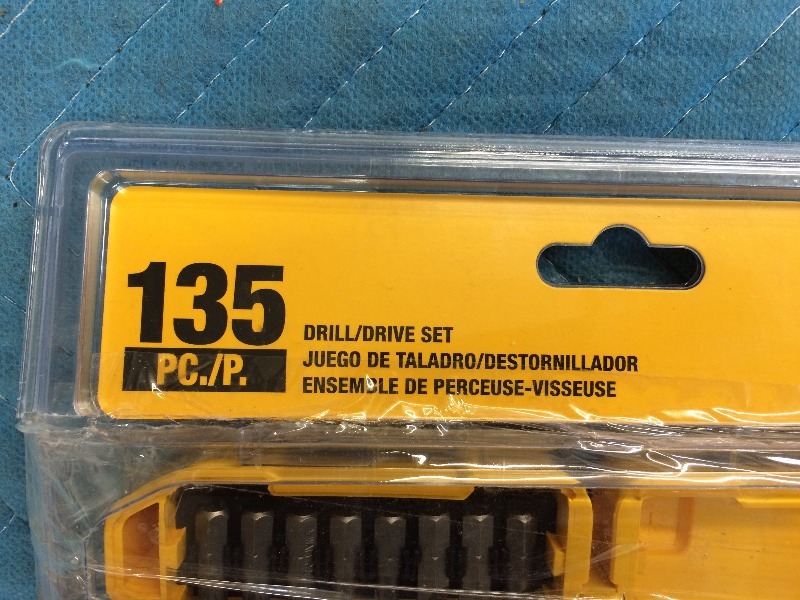 135
PC./P.
DRILL/DRIVE SET
JUEGO DE TALADRO/DESTORNILLADOR
ENSEMBLE DE PERCEUSE-VISSEUSE